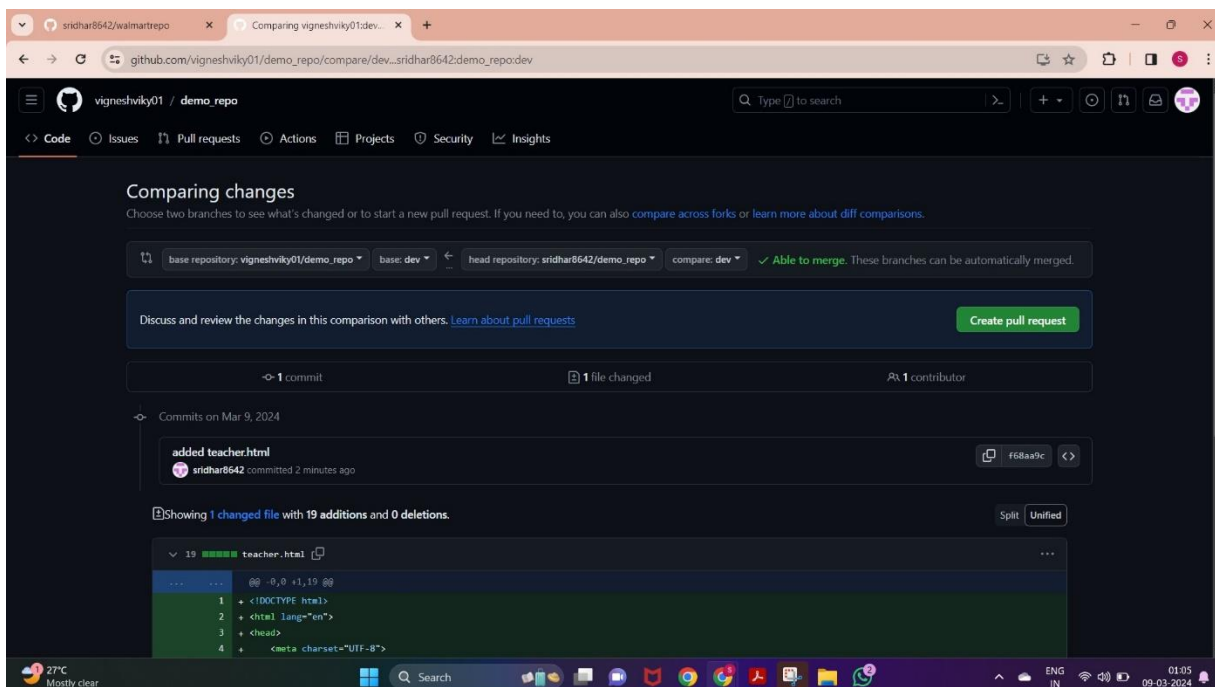 sridhar8642/walmartrepo
Comparing vigneshviky01:dev...
github.com/vigneshviky01/demo_repo/compare/dev...sridhar8642:demo_repo:dev
S
vigneshviky01 / demo_repo
Type / to search
Code
Issues
Pull requests
Actions
Projects
Security
Insights
Comparing changes
Choose two branches to see what's changed or to start a new pull request. If you need to, you can also compare across forks or learn more about diff comparisons.
base repository: vigneshviky01/demo_repo base: dev ← head repository: sridhar8642/demo_repo compare: dev ✓ Able to merge. These branches can be automatically merged.
Discuss and review the changes in this comparison with others. Learn about pull requests
Create pull request
1 commit
1 file changed
1 contributor
Commits on Mar 9, 2024
added teacher.html
sridhar8642 committed 2 minutes ago
f68aa9c
Showing 1 changed file with 19 additions and 0 deletions.
Split Unified
19 teacher.html
... ... @@ -0,0 +1,19 @@
1 + <!DOCTYPE html>
2 + <html lang="en">
3 + <head>
4 + <meta charset="UTF-8">
1
27°C
Mostly clear
Search
ENG
IN
01:05
09-03-2024